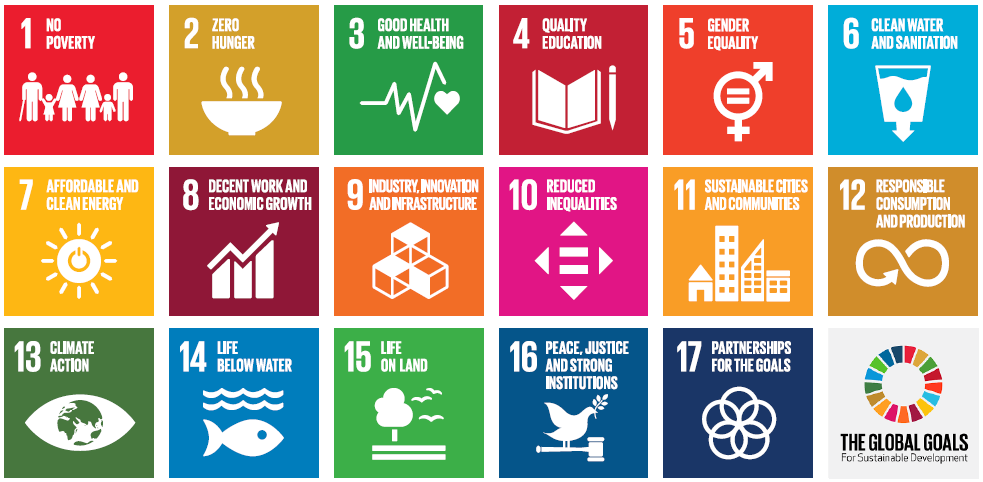 1 NO
POVERTY
2 ZERO
HUNGER
3 GOOD HEALTH
AND WELL-BEING
4 QUALITY
EDUCATION
5 GENDER
EQUALITY
6 CLEAN WATER
AND SANITATION
7 AFFORDABLE AND
CLEAN ENERGY
8 DECENT WORK AND
ECONOMIC GROWTH
9 INDUSTRY, INNOVATION
AND INFRASTRUCTURE
10 REDUCED
INEQUALITIES
11 SUSTAINABLE CITIES
AND COMMUNITIES
12 RESPONSIBLE
CONSUMPTION
AND PRODUCTION
13 CLIMATE
ACTION
14 LIFE
BELOW WATER
15 LIFE
ON LAND
16 PEACE, JUSTICE
AND STRONG
INSTITUTIONS
17 PARTNERSHIPS
FOR THE GOALS
THE GLOBAL GOALS
For Sustainable Development